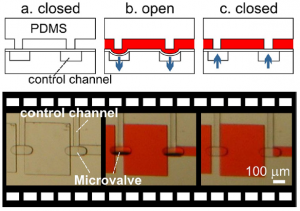 a. closed
b. open
c. closed
PDMS
control channel
control channel
Microvalve
100 μm